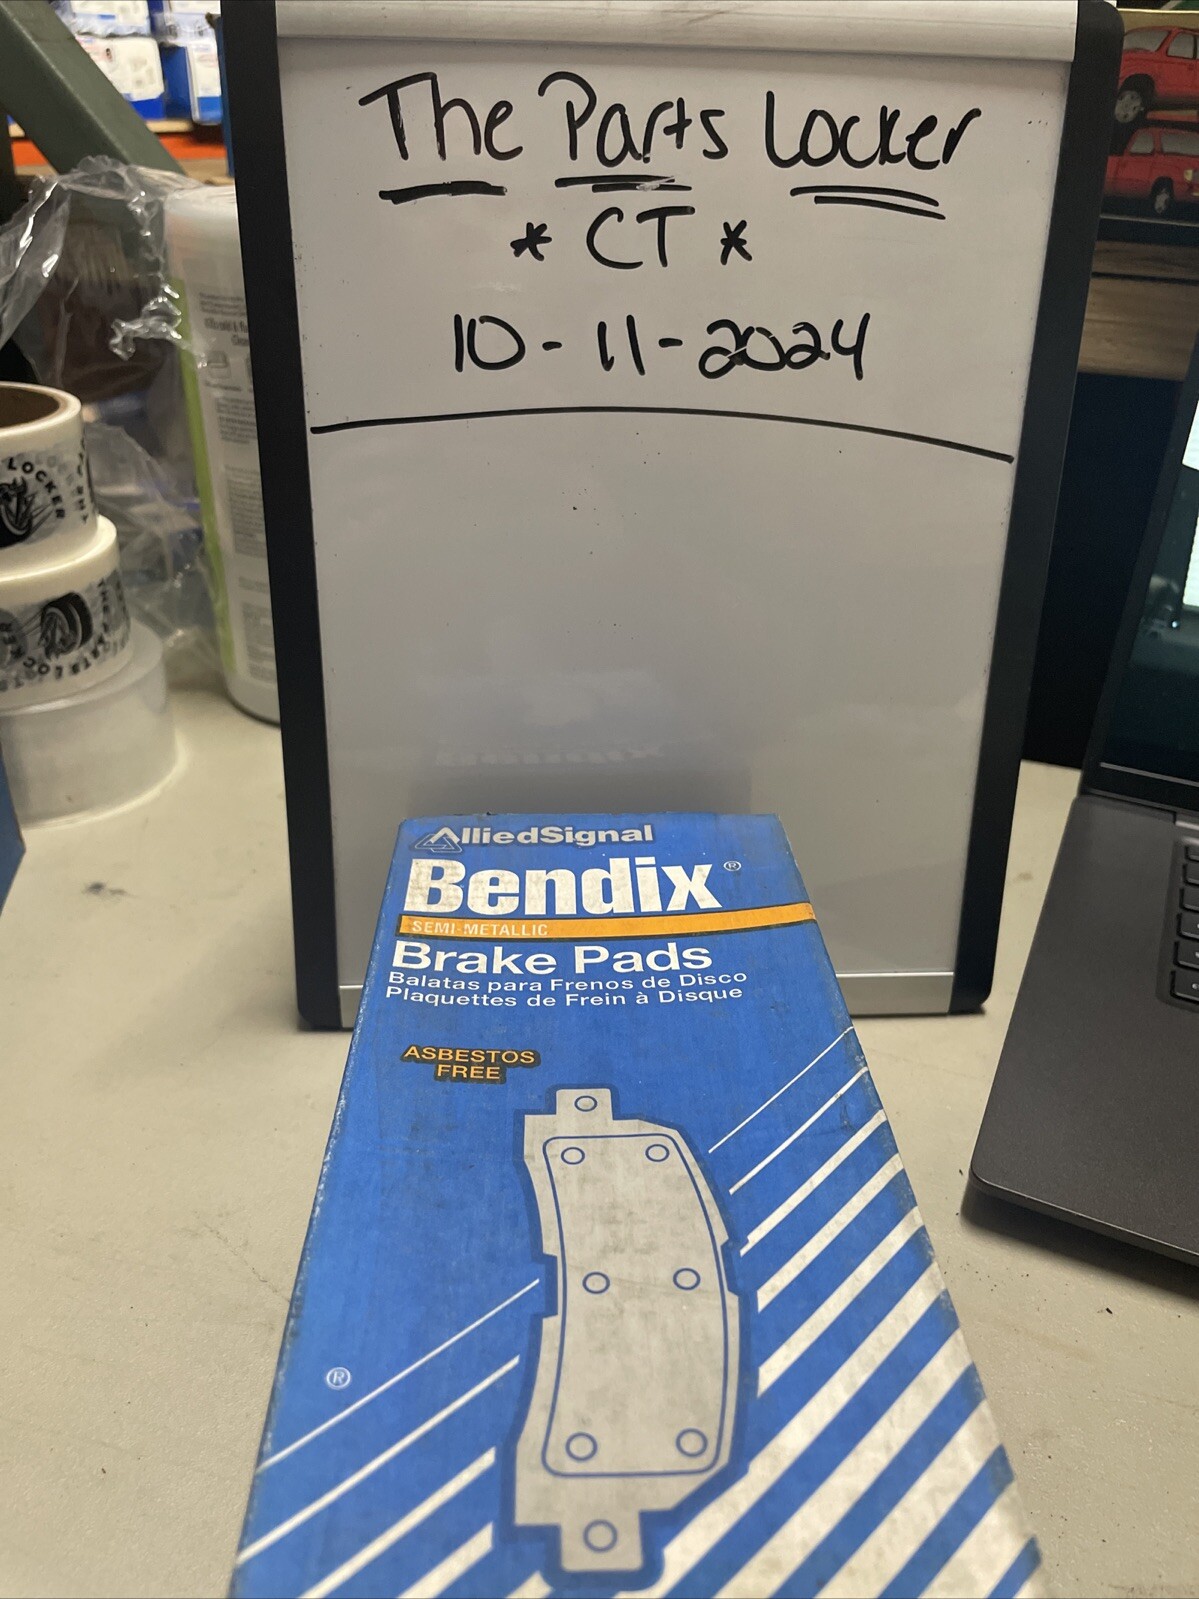 The Parts Locker
* CT *
10-11-2024
LOCKER
AlliedSignal
Bendix®
SEMI-METALLIC
Brake Pads
Balatas para Frenos de Disco
Plaquettes de Frein à Disque
ASBESTOS
FREE
®